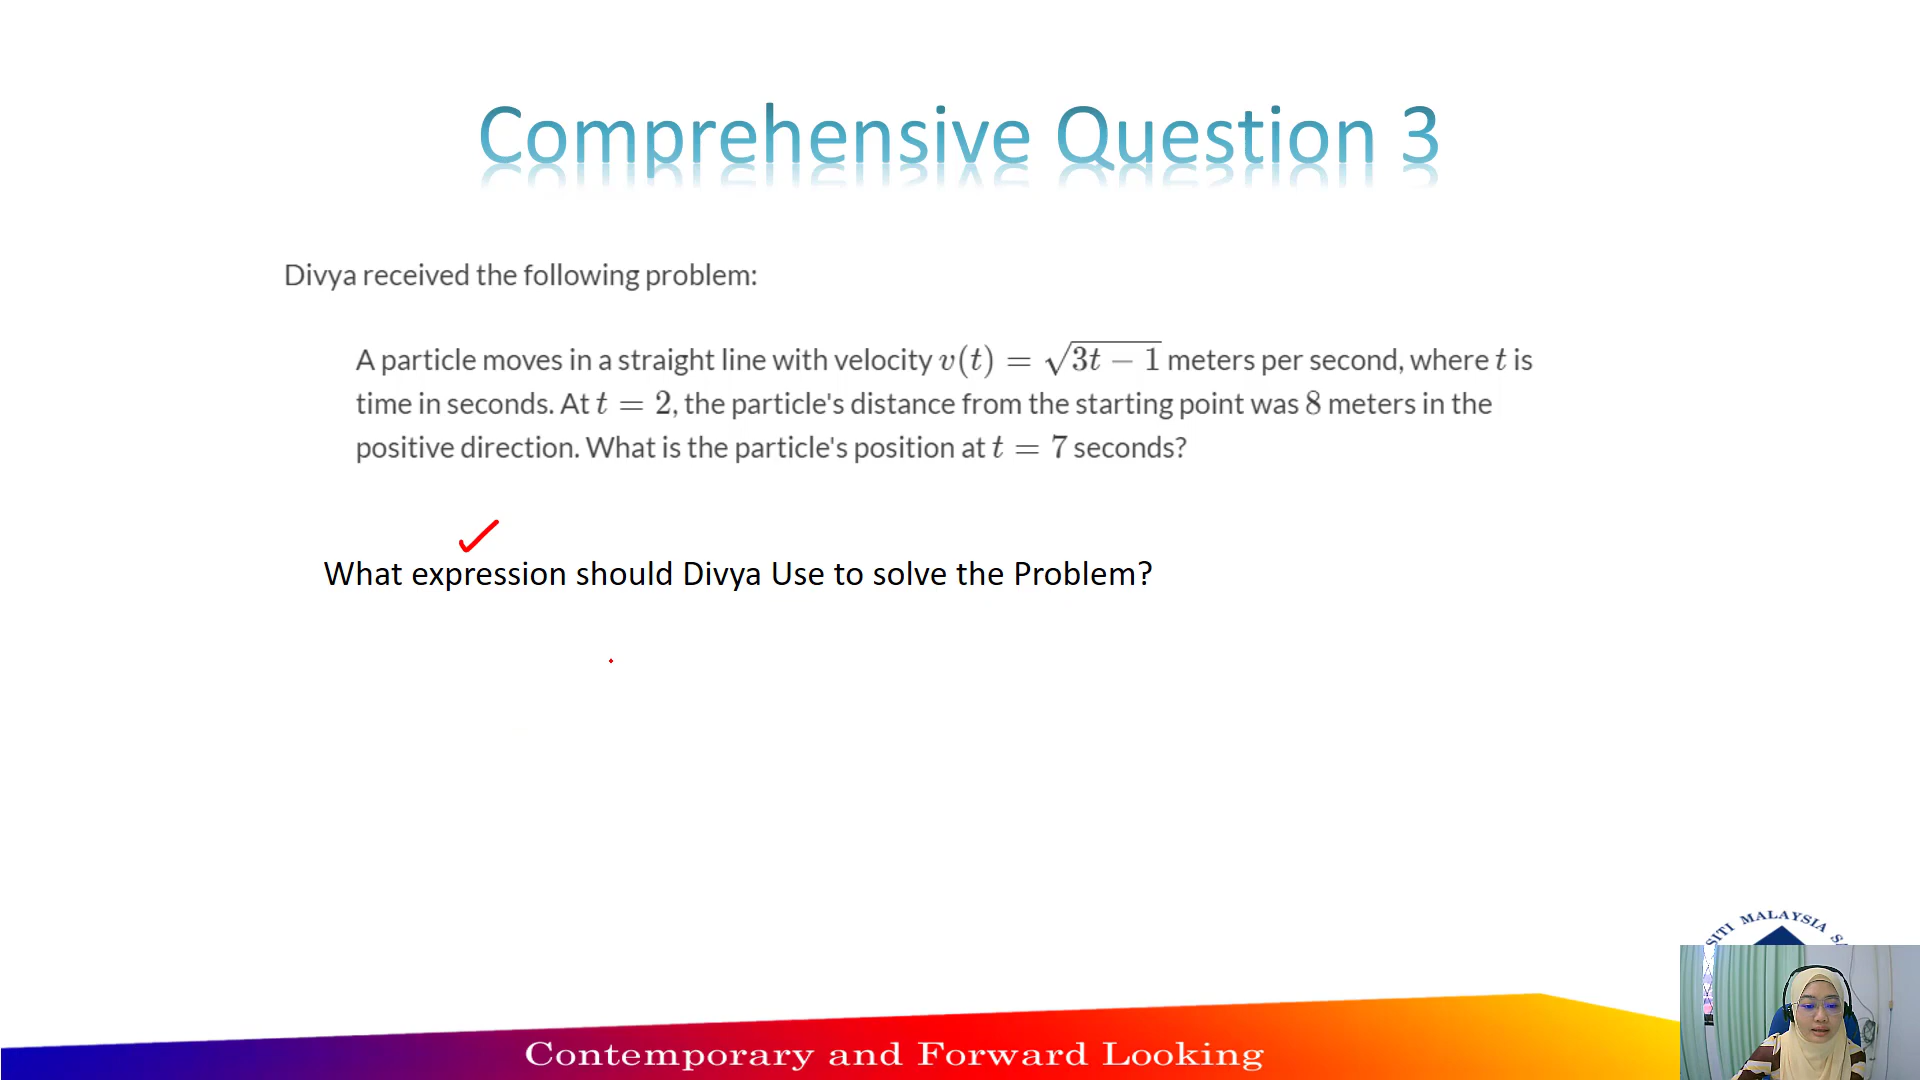 Comprehensive Question 3
Divya received the following problem:
A particle moves in a straight line with velocity v(t) = √3t − 1 meters per second, where t is
time in seconds. At t = 2, the particle's distance from the starting point was 8 meters in the
positive direction. What is the particle's position at t = 7 seconds?
What expression should Divya Use to solve the Problem?
SITI MALAYSIA SA
Contemporary and Forward Looking